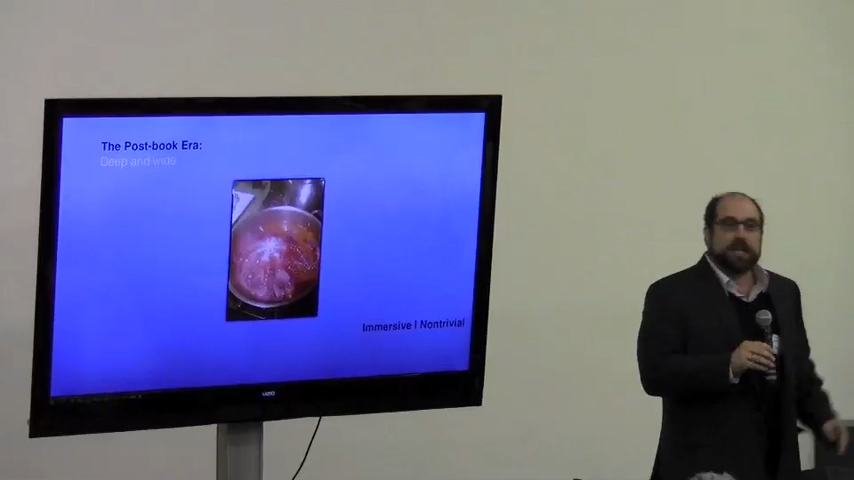 The Post-book Era:
Deep and wide
Immersive | Nontrivial
VIZIO